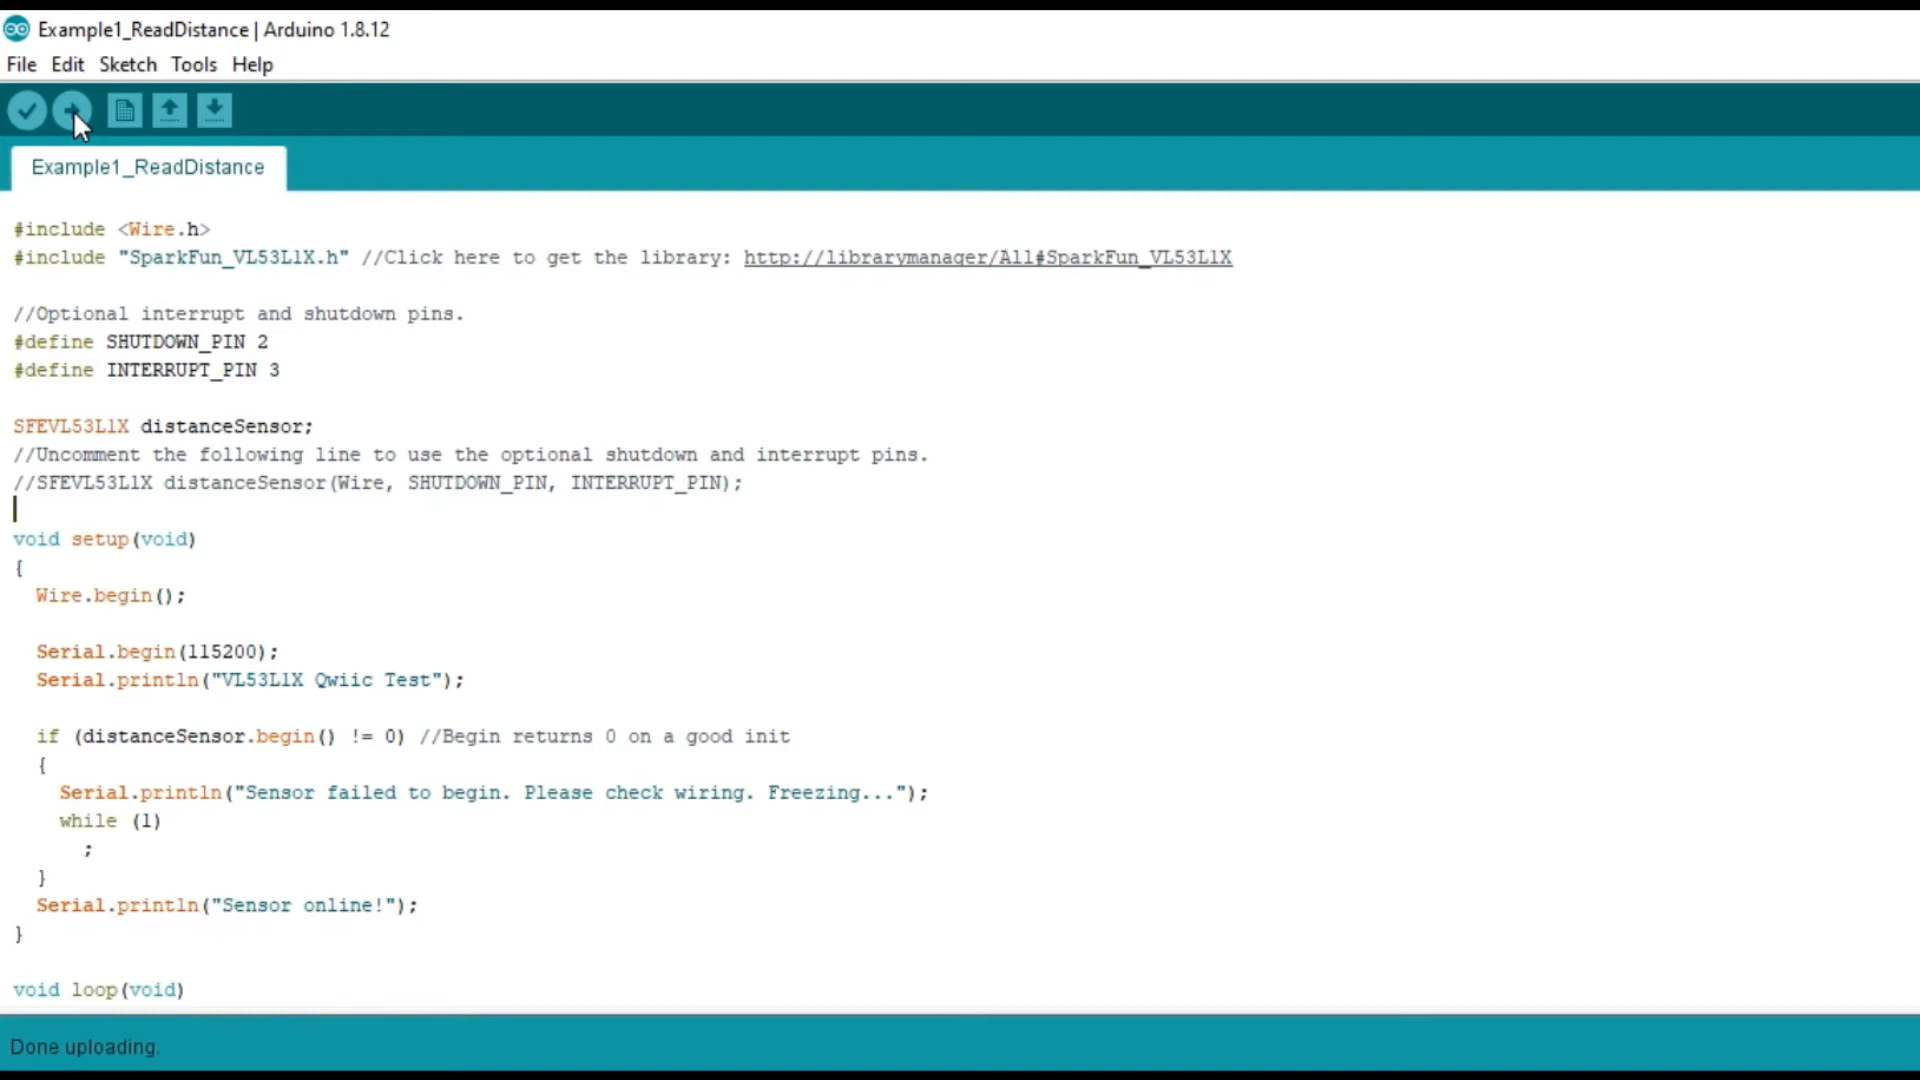 Example1_ReadDistance | Arduino 1.8.12
File Edit Sketch Tools Help
Example1_ReadDistance
#include <Wire.h>
#include "SparkFun_VL53L1X.h" //Click here to get the library: http://librarymanager/All#SparkFun_VL53L1X
//Optional interrupt and shutdown pins.
#define SHUTDOWN_PIN 2
#define INTERRUPT_PIN 3
SFEVL53L1X distanceSensor;
//Uncomment the following line to use the optional shutdown and interrupt pins.
//SFEVL53L1X distanceSensor(Wire, SHUTDOWN_PIN, INTERRUPT_PIN);
void setup(void)
{
Wire.begin();
Serial.begin(115200);
Serial.println("VL53L1X Qwiic Test");
if (distanceSensor.begin() != 0) //Begin returns 0 on a good init
{
Serial.println("Sensor failed to begin. Please check wiring. Freezing...");
while (1)
;
}
Serial.println("Sensor online!");
}
void loop(void)
Done uploading.